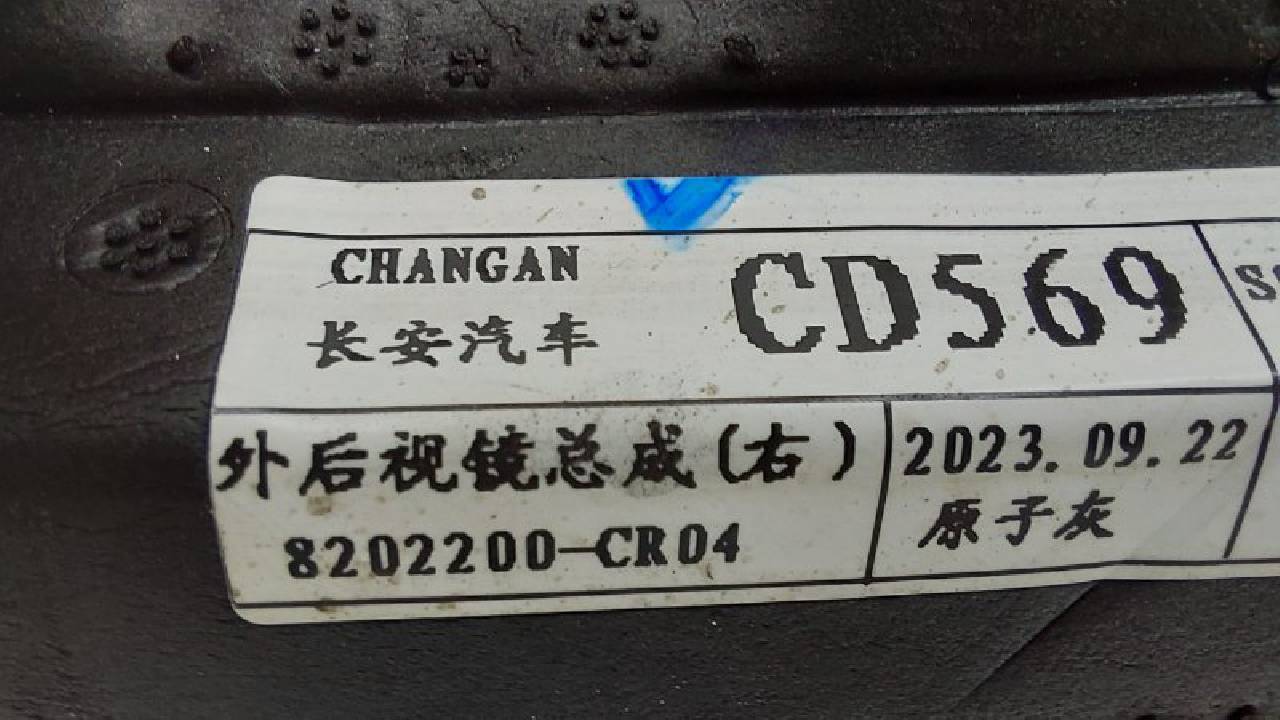 CHANGAN
长安汽车
CD569
外后视镜总成(右)
8202200-CR04
2023.09.22
原子灰